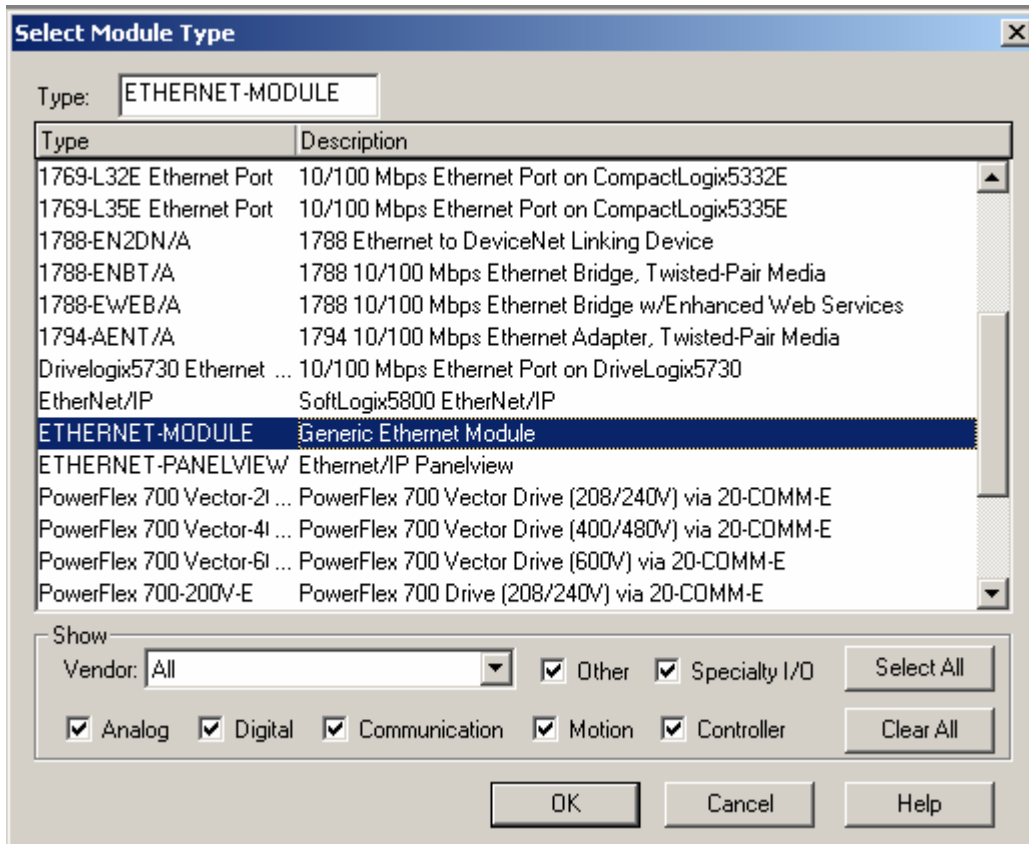 Select Module Type
Type: ETHERNET-MODULE
Type Description
1769-L32E Ethernet Port 10/100 Mbps Ethernet Port on CompactLogix5332E
1769-L35E Ethernet Port 10/100 Mbps Ethernet Port on CompactLogix5335E
1788-EN2DN/A 1788 Ethernet to DeviceNet Linking Device
1788-ENBT/A 1788 10/100 Mbps Ethernet Bridge, Twisted-Pair Media
1788-EWEB/A 1788 10/100 Mbps Ethernet Bridge w/Enhanced Web Services
1794-AENT/A 1794 10/100 Mbps Ethernet Adapter, Twisted-Pair Media
Drivelogix5730 Ethernet ... 10/100 Mbps Ethernet Port on DriveLogix5730
EtherNet/IP SoftLogix5800 EtherNet/IP
ETHERNET-MODULE Generic Ethernet Module
ETHERNET-PANELVIEW Ethernet/IP Panelview
PowerFlex 700 Vector-2 ... PowerFlex 700 Vector Drive (208/240V) via 20-COMM-E
PowerFlex 700 Vector-4 ... PowerFlex 700 Vector Drive (400/480V) via 20-COMM-E
PowerFlex 700 Vector-6 ... PowerFlex 700 Vector Drive (600V) via 20-COMM-E
PowerFlex 700-200V-E PowerFlex 700 Drive (208/240V) via 20-COMM-E
Show
Vendor: All Other Specialty I/O Select All
Analog Digital Communication Motion Controller Clear All
OK Cancel Help